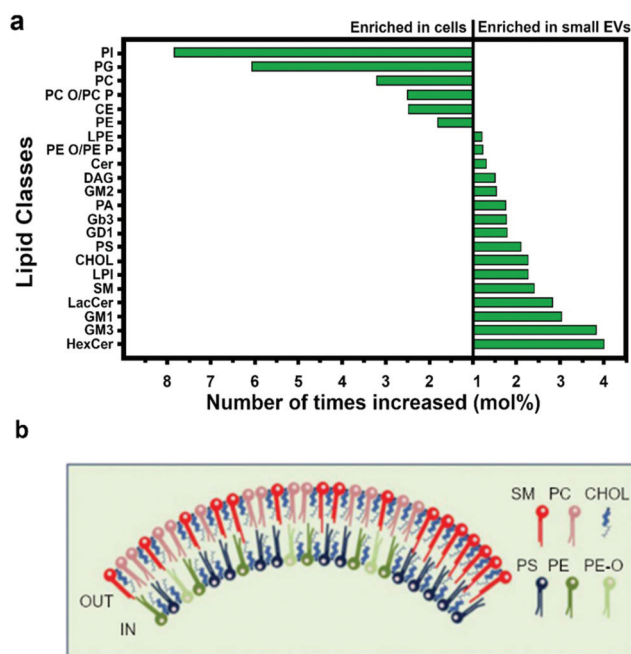 a
Enriched in cells Enriched in small EVs
Lipid Classes
PI
PG
PC
PC O/PC P
CE
PE
LPE
PE O/PE P
Cer
DAG
GM2
PA
Gb3
GD1
PS
CHOL
LPI
SM
LacCer
GM1
GM3
HexCer
8 7 6 5 4 3 2 1 2 3 4
Number of times increased (mol%)
b
SM PC CHOL
PS PE PE-O
OUT
IN